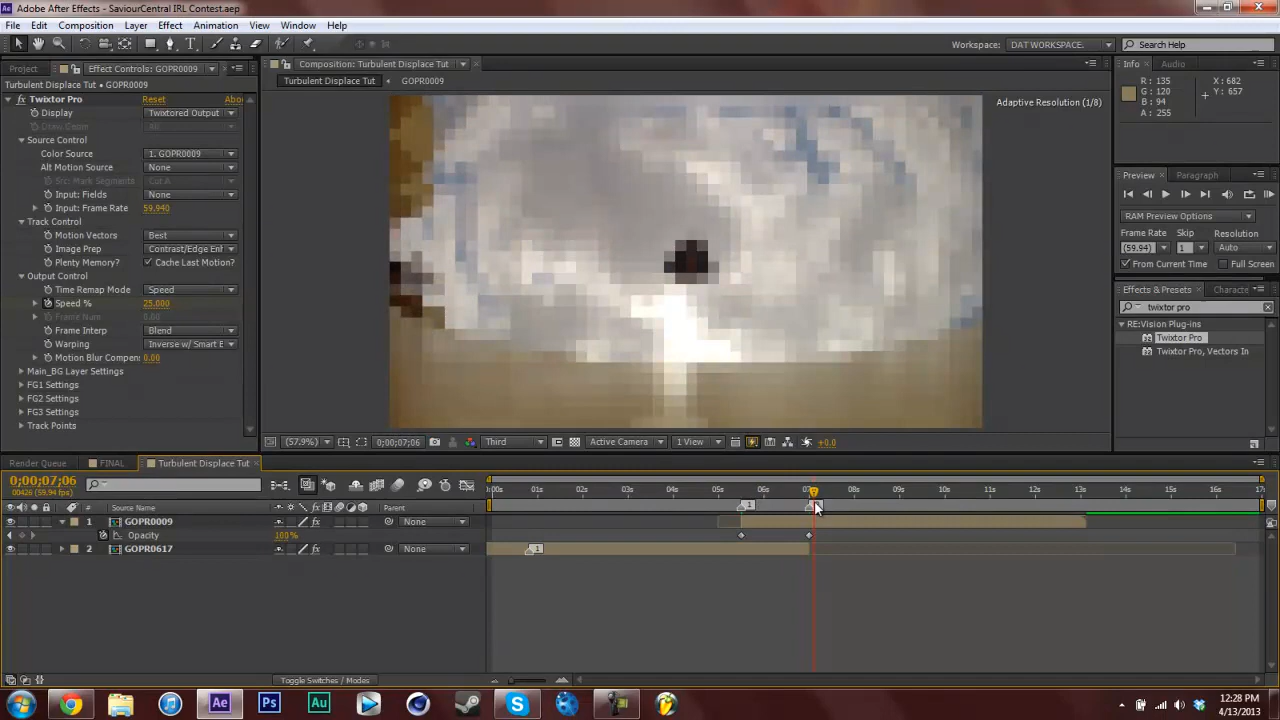 Adobe After Effects - SaviourCentral IRL Contest.aep
File Edit Composition Layer Effect Animation View Window Help
Workspace: DAT WORKSPACE. Search Help
Project Effect Controls: GOPR0009
Turbulent Displace Tut • GOPR0009
Twixtor Pro Reset Abou
Display Twixtored Output
Source Control
Color Source 1. GOPR0009
Alt Motion Source None
Src: Mark Segments Cut A
Input: Fields None
Input: Frame Rate 59.940
Track Control
Motion Vectors Best
Image Prep Contrast/Edge Enh
Plenty Memory? Cache Last Motion?
Output Control
Time Remap Mode Speed
Speed % 25.000
Frame Num 0.00
Frame Interp Blend
Warping Inverse w/ Smart B
Motion Blur Compen 0.00
Main_BG Layer Settings
FG1 Settings
FG2 Settings
FG3 Settings
Track Points
Composition: Turbulent Displace Tut
Turbulent Displace Tut GOPR0009
Adaptive Resolution (1/8)
(57.9%) 0;00;07;06 Third Active Camera 1 View +0.0
Info Audio
R : 135
G : 120
B : 94
A : 255
X : 682
Y : 657
Preview Paragraph
RAM Preview Options
Frame Rate Skip Resolution
(59.94) 1 Auto
From Current Time Full Screen
Effects & Presets Characte
twixtor pro
RE:Vision Plug-ins
Twixtor Pro
Twixtor Pro, Vectors In
Render Queue FINAL Turbulent Displace Tut
0;00;07;06
00426 (59.94 fps)
:00s 01s 02s 03s 04s 05s 06s 07s 08s 09s 10s 11s 12s 13s 14s 15s 16s 17s
# Source Name Parent
1 GOPR0009 None
Opacity 100%
2 GOPR0617 None
1
1
Toggle Switches / Modes
Ae Ps Au
12:28 PM
4/13/2013